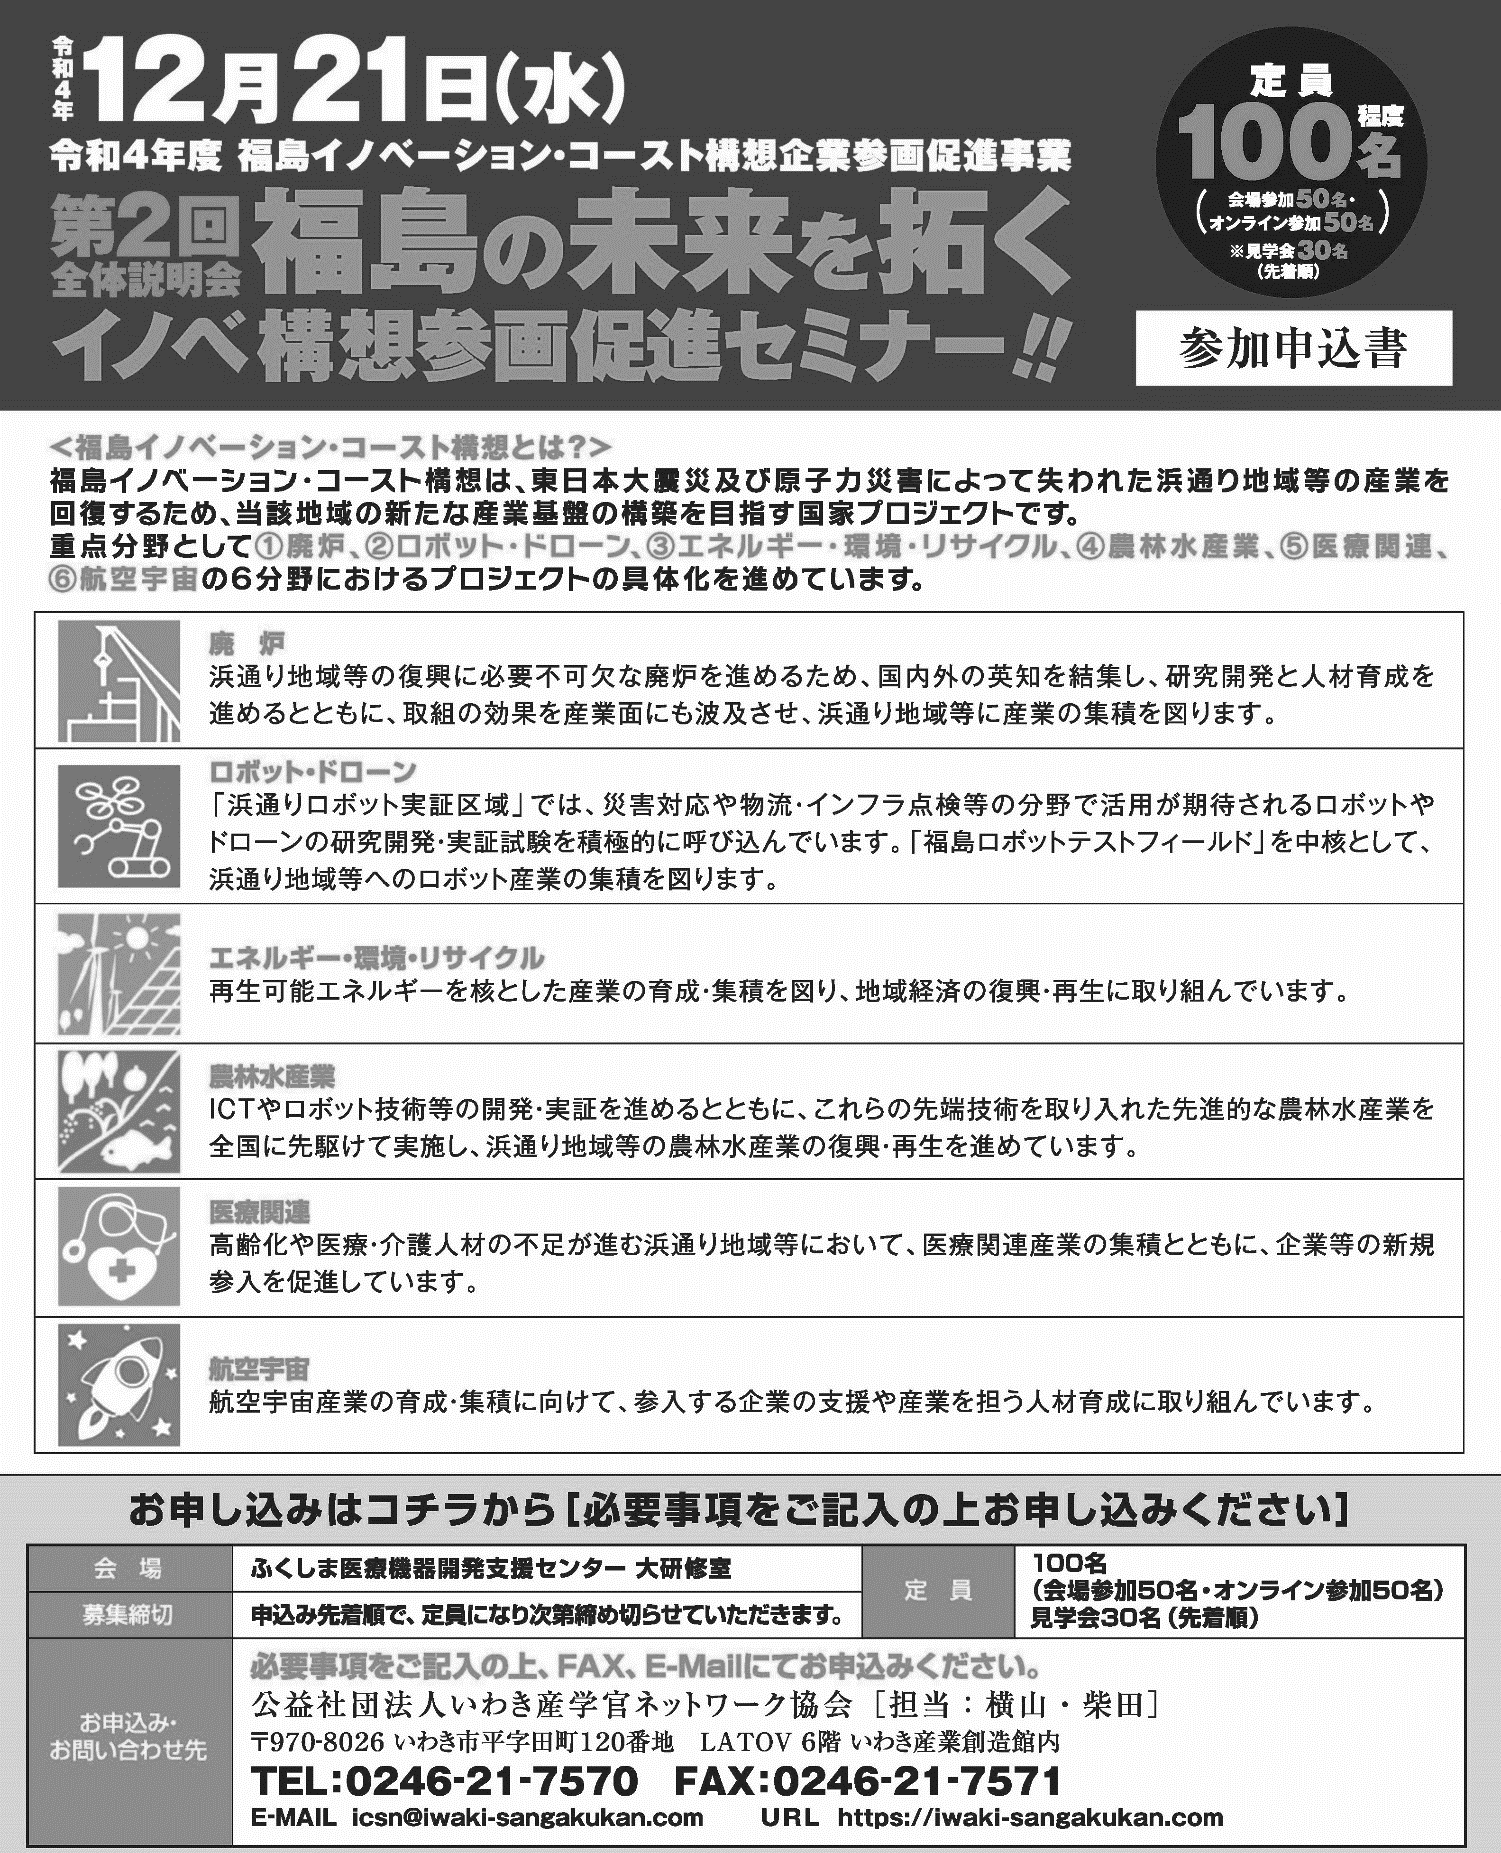 令和4年 12月21日(水)
令和4年度 福島イノベーション・コースト構想企業参画促進事業
第2回 全体説明会
福島の未来を拓く
イノベ構想参画促進セミナー!!
定員
100名程度
(会場参加50名・
オンライン参加50名)
※見学会30名
(先着順)
参加申込書
<福島イノベーション・コースト構想とは?>
福島イノベーション・コースト構想は、東日本大震災及び原子力災害によって失われた浜通り地域等の産業を
回復するため、当該地域の新たな産業基盤の構築を目指す国家プロジェクトです。
重点分野として①廃炉、②ロボット・ドローン、③エネルギー・環境・リサイクル、④農林水産業、⑤医療関連、
⑥航空宇宙の6分野におけるプロジェクトの具体化を進めています。
廃 炉
浜通り地域等の復興に必要不可欠な廃炉を進めるため、国内外の英知を結集し、研究開発と人材育成を
進めるとともに、取組の効果を産業面にも波及させ、浜通り地域等に産業の集積を図ります。
ロボット・ドローン
「浜通りロボット実証区域」では、災害対応や物流・インフラ点検等の分野で活用が期待されるロボットや
ドローンの研究開発・実証試験を積極的に呼び込んでいます。「福島ロボットテストフィールド」を中核として、
浜通り地域等へのロボット産業の集積を図ります。
エネルギー・環境・リサイクル
再生可能エネルギーを核とした産業の育成・集積を図り、地域経済の復興・再生に取り組んでいます。
農林水産業
ICTやロボット技術等の開発・実証を進めるとともに、これらの先端技術を取り入れた先進的な農林水産業を
全国に先駆けて実施し、浜通り地域等の農林水産業の復興・再生を進めています。
医療関連
高齢化や医療・介護人材の不足が進む浜通り地域等において、医療関連産業の集積とともに、企業等の新規
参入を促進しています。
航空宇宙
航空宇宙産業の育成・集積に向けて、参入する企業の支援や産業を担う人材育成に取り組んでいます。
お申し込みはコチラから[必要事項をご記入の上お申し込みください]
会 場
ふくしま医療機器開発支援センター 大研修室
募集締切
申込み先着順で、定員になり次第締め切らせていただきます。
定 員
100名
(会場参加50名・オンライン参加50名)
見学会30名(先着順)
お申込み・
お問い合わせ先
必要事項をご記入の上、FAX、E-Mailにてお申込みください。
公益社団法人いわき産学官ネットワーク協会 [担当:横山・柴田]
〒970-8026 いわき市平字田町120番地 LATOV 6階 いわき産業創造館内
TEL:0246-21-7570 FAX:0246-21-7571
E-MAIL icsn@iwaki-sangakukan.com URL https://iwaki-sangakukan.com